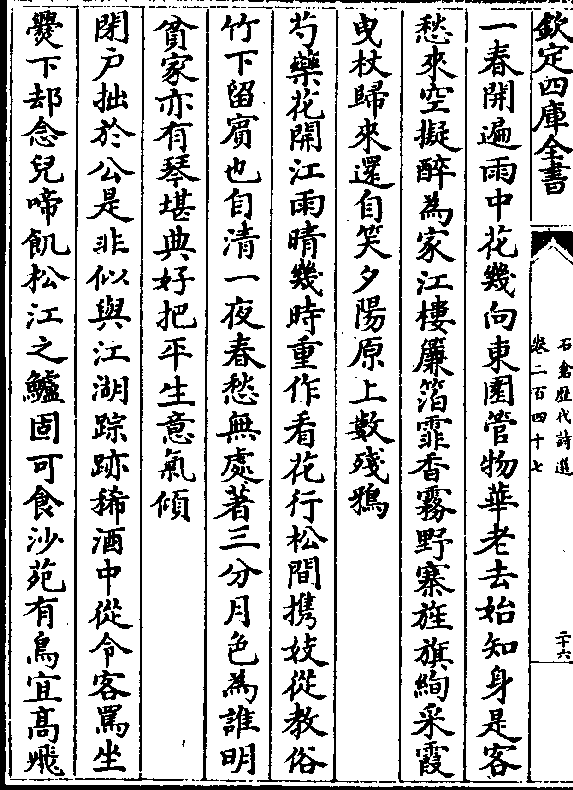 欽定四庫全書
石倉歷代詩選
卷二百四十七
二十六
一春開遍雨中花幾向東園管物華老去始知身是客
愁來空擬醉為家江樓簾箔霏香霧野寨旌旗絢采霞
曵杖歸來還自笑夕陽原上數殘鴉
芍藥花開江雨晴幾時重作看花行松間携妓從教俗
竹下留賓也自清一夜春愁無處著三分月色為誰明
貧家亦有琴堪典好把平生意氣傾
閉户拙於公是非似與江湖踪跡稀酒中從令客罵坐
爨下却念兒啼飢松江之鱸固可食沙苑有鳥宜髙飛